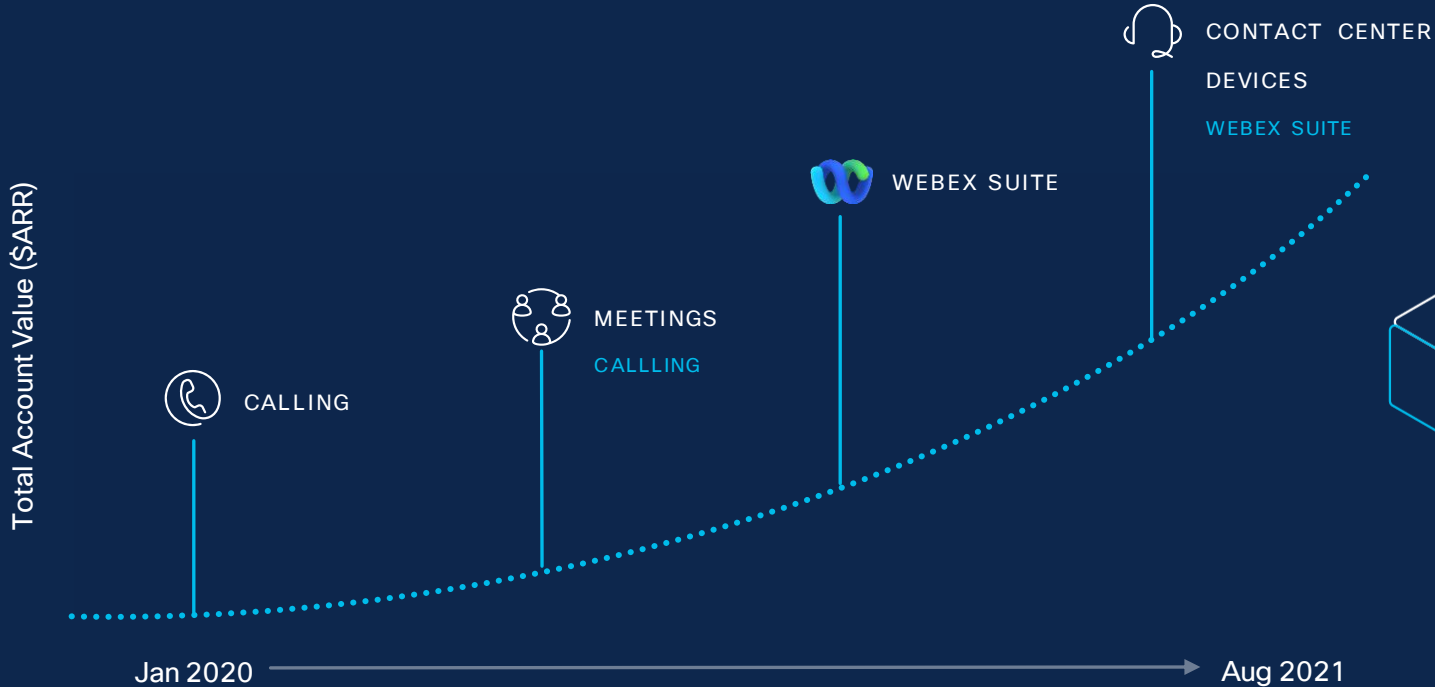 CONTACT CENTER
DEVICES
WEBEX SUITE
WEBEX SUITE
MEETINGS
CALLLING
CALLING
Total Account Value ($ARR)
Jan 2020
Aug 2021